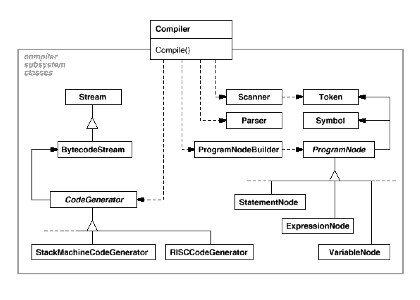 Compiler
Compile()
compiler
subsystem
classes
Stream
Scanner
Token
Parser
Symbol
BytecodeStream
ProgramNodeBuilder
ProgramNode
CodeGenerator
StatementNode
ExpressionNode
StackMachineCodeGenerator
RISCCodeGenerator
VariableNode